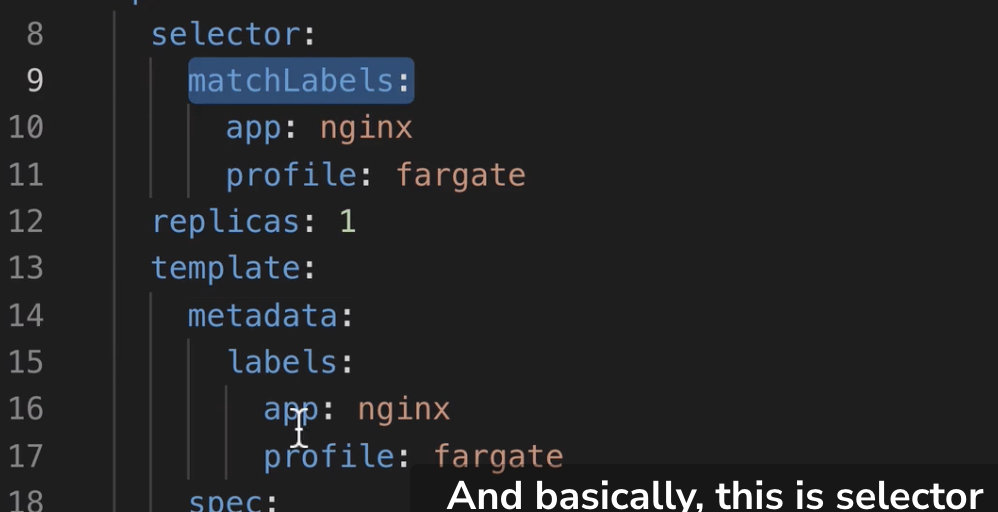 8 selector:
9 matchLabels:
10 app: nginx
11 profile: fargate
12 replicas: 1
13 template:
14 metadata:
15 labels:
16 app: nginx
17 profile: fargate
18 spec:
And basically, this is selector